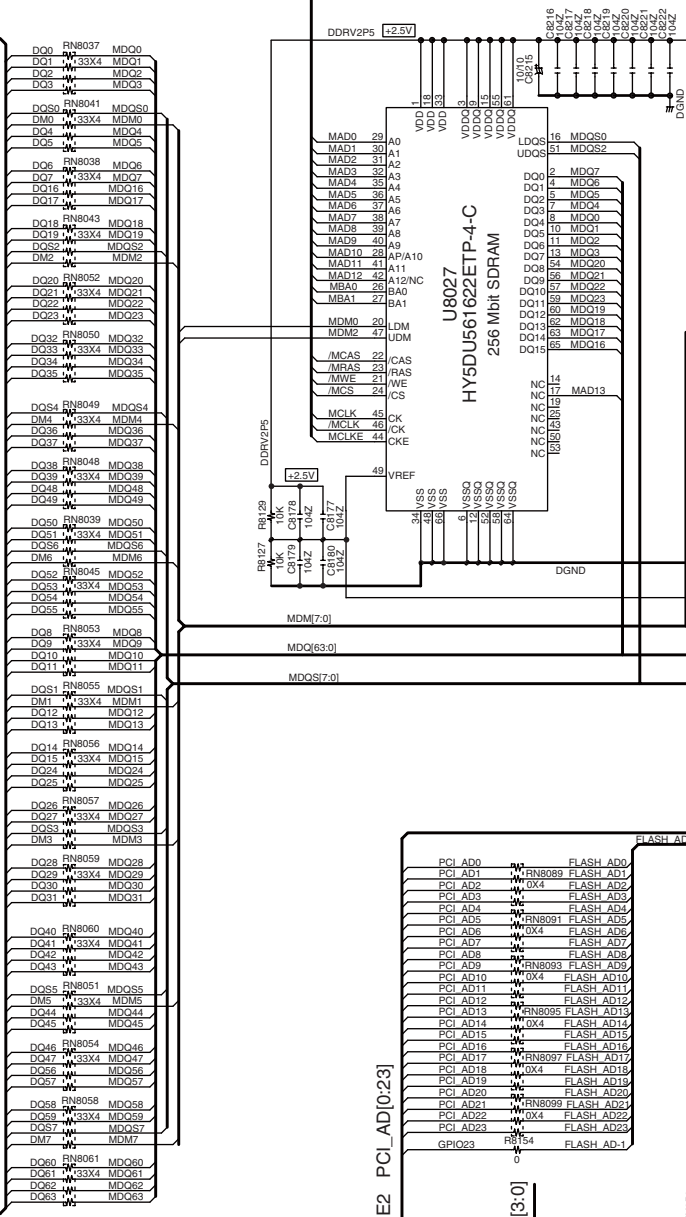 DQ0 RN8037 MDQ0
DQ1 33X4 MDQ1
DQ2 MDQ2
DQ3 MDQ3
DQS0 RN8041 MDQS0
DM0 33X4 MDM0
DQ4 MDQ4
DQ5 MDQ5
DQ6 RN8038 MDQ6
DQ7 33X4 MDQ7
DQ16 MDQ16
DQ17 MDQ17
DQ18 RN8043 MDQ18
DQ19 33X4 MDQ19
DQS2 MDQS2
DM2 MDM2
DQ20 RN8052 MDQ20
DQ21 33X4 MDQ21
DQ22 MDQ22
DQ23 MDQ23
DQ32 RN8050 MDQ32
DQ33 33X4 MDQ33
DQ34 MDQ34
DQ35 MDQ35
DQS4 RN8049 MDQS4
DM4 33X4 MDM4
DQ36 MDQ36
DQ37 MDQ37
DQ38 RN8048 MDQ38
DQ39 33X4 MDQ39
DQ48 MDQ48
DQ49 MDQ49
DQ50 RN8039 MDQ50
DQ51 33X4 MDQ51
DQS6 MDQS6
DM6 MDM6
DQ52 RN8045 MDQ52
DQ53 33X4 MDQ53
DQ54 MDQ54
DQ55 MDQ55
DQ8 RN8053 MDQ8
DQ9 33X4 MDQ9
DQ10 MDQ10
DQ11 MDQ11
DQS1 RN8055 MDQS1
DM1 33X4 MDM1
DQ12 MDQ12
DQ13 MDQ13
DQ14 RN8056 MDQ14
DQ15 33X4 MDQ15
DQ24 MDQ24
DQ25 MDQ25
DQ26 RN8057 MDQ26
DQ27 33X4 MDQ27
DQS3 MDQS3
DM3 MDM3
DQ28 RN8059 MDQ28
DQ29 33X4 MDQ29
DQ30 MDQ30
DQ31 MDQ31
DQ40 RN8060 MDQ40
DQ41 33X4 MDQ41
DQ42 MDQ42
DQ43 MDQ43
DQS5 RN8051 MDQS5
DM5 33X4 MDM5
DQ44 MDQ44
DQ45 MDQ45
DQ46 RN8054 MDQ46
DQ47 33X4 MDQ47
DQ56 MDQ56
DQ57 MDQ57
DQ58 RN8058 MDQ58
DQ59 33X4 MDQ59
DQS7 MDQS7
DM7 MDM7
DQ60 RN8061 MDQ60
DQ61 33X4 MDQ61
DQ62 MDQ62
DQ63 MDQ63
DDRV2P5 +2.5V
10/10 C8215
C8216 104Z
C8217 104Z
C8218 104Z
C8219 104Z
C8220 104Z
C8221 104Z
C8222 104Z
DGND
1 VDD
18 VDD
33 VDD
3 VDDQ
9 VDDQ
15 VDDQ
55 VDDQ
61 VDDQ
MAD0 29 A0
MAD1 30 A1
MAD2 31 A2
MAD3 32 A3
MAD4 35 A4
MAD5 36 A5
MAD6 37 A6
MAD7 38 A7
MAD8 39 A8
MAD9 40 A9
MAD10 28 AP/A10
MAD11 41 A11
MAD12 42 A12/NC
MBA0 26 BA0
MBA1 27 BA1
MDM0 20 LDM
MDM2 47 UDM
/MCAS 22 /CAS
/MRAS 23 /RAS
/MWE 21 /WE
/MCS 24 /CS
MCLK 45 CK
/MCLK 46 /CK
MCLKE 44 CKE
49 VREF
U8027
HY5DU561622ETP-4-C
256 Mbit SDRAM
LDQS 16 MDQS0
UDQS 51 MDQS2
DQ0 2 MDQ7
DQ1 4 MDQ6
DQ2 5 MDQ5
DQ3 7 MDQ4
DQ4 8 MDQ0
DQ5 10 MDQ1
DQ6 11 MDQ2
DQ7 13 MDQ3
DQ8 54 MDQ20
DQ9 56 MDQ21
DQ10 57 MDQ22
DQ11 59 MDQ23
DQ12 60 MDQ19
DQ13 62 MDQ18
DQ14 63 MDQ17
DQ15 65 MDQ16
NC 14
NC 17 MAD13
NC 19
NC 25
NC 43
NC 50
NC 53
34 VSS
48 VSS
66 VSS
6 VSSQ
12 VSSQ
52 VSSQ
58 VSSQ
64 VSSQ
DDRV2P5
+2.5V
R8129 10K
C8178 104Z
C8177 104Z
R8127 10K
C8179 104Z
C8180 104Z
DGND
MDM[7:0]
MDQ[63:0]
MDQS[7:0]
FLASH_AD
PCI_AD0 FLASH_AD0
PCI_AD1 RN8089 FLASH_AD1
PCI_AD2 0X4 FLASH_AD2
PCI_AD3 FLASH_AD3
PCI_AD4 FLASH_AD4
PCI_AD5 RN8091 FLASH_AD5
PCI_AD6 0X4 FLASH_AD6
PCI_AD7 FLASH_AD7
PCI_AD8 FLASH_AD8
PCI_AD9 RN8093 FLASH_AD9
PCI_AD10 0X4 FLASH_AD10
PCI_AD11 FLASH_AD11
PCI_AD12 FLASH_AD12
PCI_AD13 RN8095 FLASH_AD13
PCI_AD14 0X4 FLASH_AD14
PCI_AD15 FLASH_AD15
PCI_AD16 FLASH_AD16
PCI_AD17 RN8097 FLASH_AD17
PCI_AD18 0X4 FLASH_AD18
PCI_AD19 FLASH_AD19
PCI_AD20 FLASH_AD20
PCI_AD21 RN8099 FLASH_AD21
PCI_AD22 0X4 FLASH_AD22
PCI_AD23 FLASH_AD23
GPIO23 R8154 FLASH_AD-1
0
E2 PCI_AD[0:23]
[3:0]